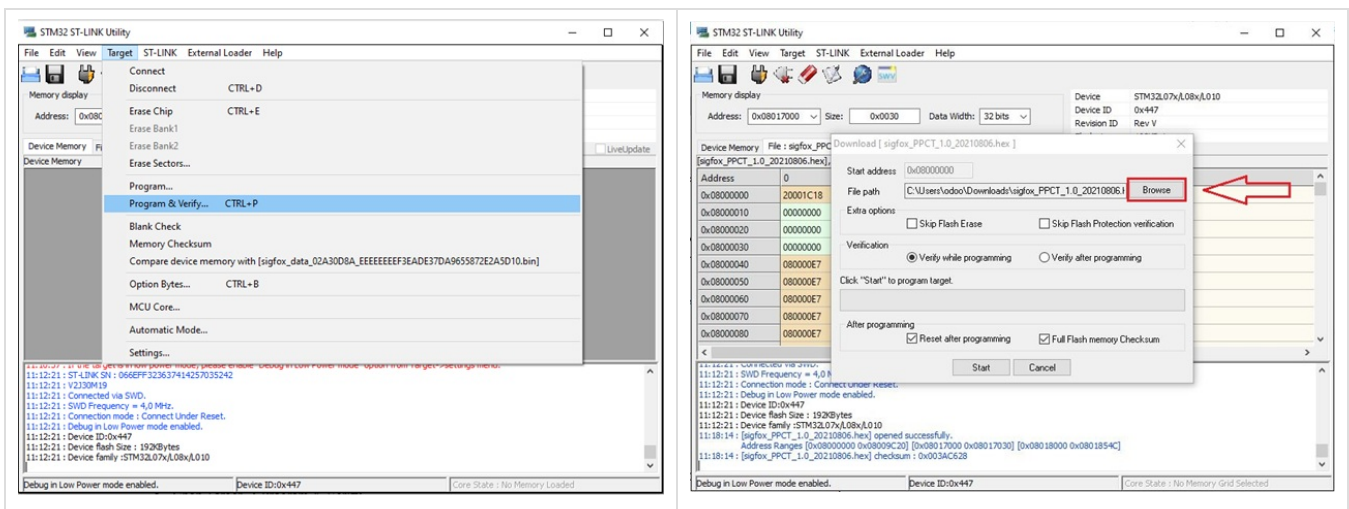 STM32 ST-LINK Utility
File Edit View Target ST-LINK External Loader Help
Memory display
Address: 0x080
Device Memory
LiveUpdate
Device Memory
Connect
Disconnect CTRL+D
Erase Chip CTRL+E
Erase Bank1
Erase Bank2
Erase Sectors...
Program...
Program & Verify... CTRL+P
Blank Check
Memory Checksum
Compare device memory with [sigfox_data_02A30D8A_EEEEEEEEF3EADE37DA9655872E2A5D10.bin]
Option Bytes... CTRL+B
MCU Core...
Automatic Mode...
Settings...
11:12:21 : ST-LINK SN : 066EFF323637414257035242
11:12:21 : V2J30M19
11:12:21 : Connected via SWD.
11:12:21 : SWD Frequency = 4,0 MHz.
11:12:21 : Connection mode : Connect Under Reset.
11:12:21 : Debug in Low Power mode enabled.
11:12:21 : Device ID:0x447
11:12:21 : Device flash Size : 192KBytes
11:12:21 : Device family :STM32L07x/L08x/L010
Debug in Low Power mode enabled. Device ID:0x447 Core State : No Memory Loaded
STM32 ST-LINK Utility
File Edit View Target ST-LINK External Loader Help
SWV
Memory display
Address: 0x08017000 Size: 0x0030 Data Width: 32 bits
Device STM32L07x/L08x/L010
Device ID 0x447
Revision ID Rev V
Device Memory File : sigfox_PPC
LiveUpdate
[sigfox_PPCT_1.0_20210806.hex],
Address 0
0x08000000 20001C18
0x08000010 00000000
0x08000020 00000000
0x08000030 00000000
0x08000040 080000E7
0x08000050 080000E7
0x08000060 080000E7
0x08000070 080000E7
0x08000080 080000E7
Download [ sigfox_PPCT_1.0_20210806.hex ]
Start address 0x08000000
File path C:\Users\odoo\Downloads\sigfox_PPCT_1.0_20210806.h Browse
Extra options
Skip Flash Erase Skip Flash Protection verification
Verification
Verify while programming Verify after programming
Click "Start" to program target.
After programming
Reset after programming Full Flash memory Checksum
Start Cancel
11:12:21 : SWD Frequency = 4,0 M
11:12:21 : Connection mode : Connect Under Reset.
11:12:21 : Debug in Low Power mode enabled.
11:12:21 : Device ID:0x447
11:12:21 : Device flash Size : 192KBytes
11:12:21 : Device family :STM32L07x/L08x/L010
11:18:14 : [sigfox_PPCT_1.0_20210806.hex] opened successfully.
Address Ranges [0x08000000 0x08009C20] [0x08017000 0x08017030] [0x08018000 0x0801854C]
11:18:14 : [sigfox_PPCT_1.0_20210806.hex] checksum : 0x003AC628
Debug in Low Power mode enabled. Device ID:0x447 Core State : No Memory Grid Selected